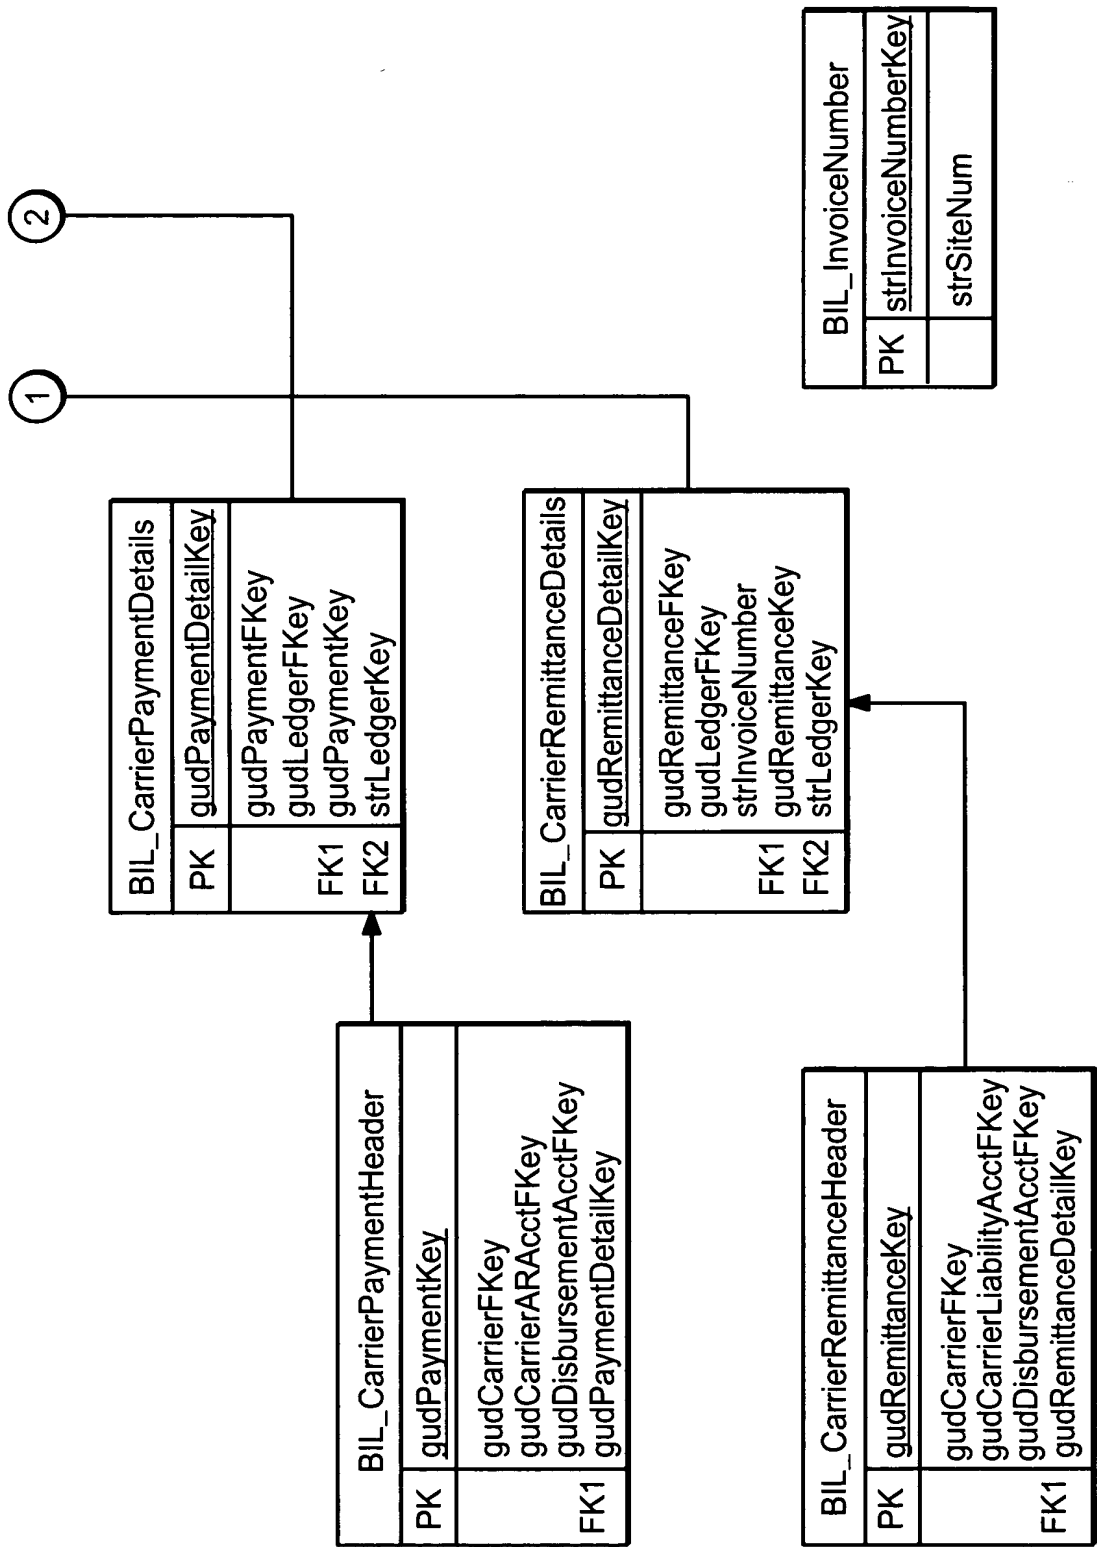 BIL_CarrierPaymentHeader
PK gudPaymentKey
gudCarrierFKey
gudCarrierARAcctFKey
gudDisbursementAcctFKey
FK1 gudPaymentDetailKey
BIL_CarrierPaymentDetails
PK gudPaymentDetailKey
gudPaymentFKey
gudLedgerFKey
FK1 gudPaymentKey
FK2 strLedgerKey
2
1
BIL_CarrierRemittanceHeader
PK gudRemittanceKey
gudCarrierFKey
gudCarrierLiabilityAcctFKey
gudDisbursementAcctFKey
FK1 gudRemittanceDetailKey
BIL_CarrierRemittanceDetails
PK gudRemittanceDetailKey
gudRemittanceFKey
gudLedgerFKey
strInvoiceNumber
FK1 gudRemittanceKey
FK2 strLedgerKey
BIL_InvoiceNumber
PK strInvoiceNumberKey
strSiteNum